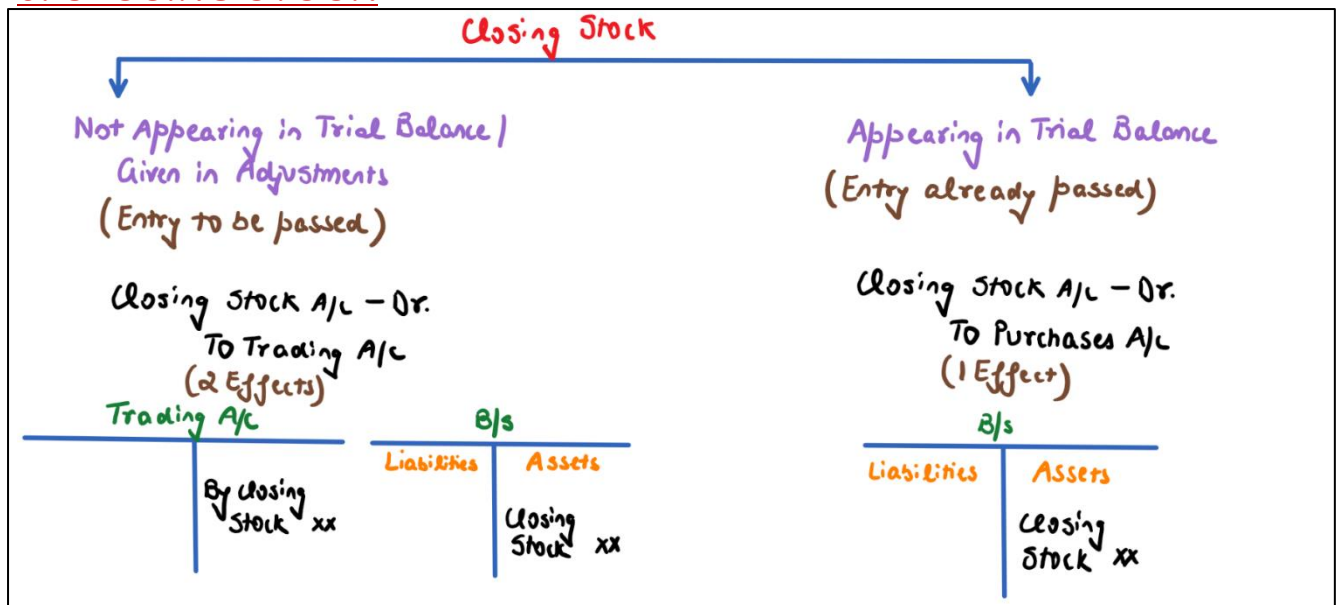 Closing Stock
Not Appearing in Trial Balance/
Given in Adjustments
(Entry to be passed)
Closing Stock A/c - Dr.
To Trading A/c
(2 Effects)
Trading A/c
By Closing
Stock xx
B/s
Liabilities Assets
Closing
Stock xx
Appearing in Trial Balance
(Entry already passed)
Closing Stock A/c - Dr.
To Purchases A/c
(1 Effect)
B/s
Liabilities Assets
Closing
Stock xx